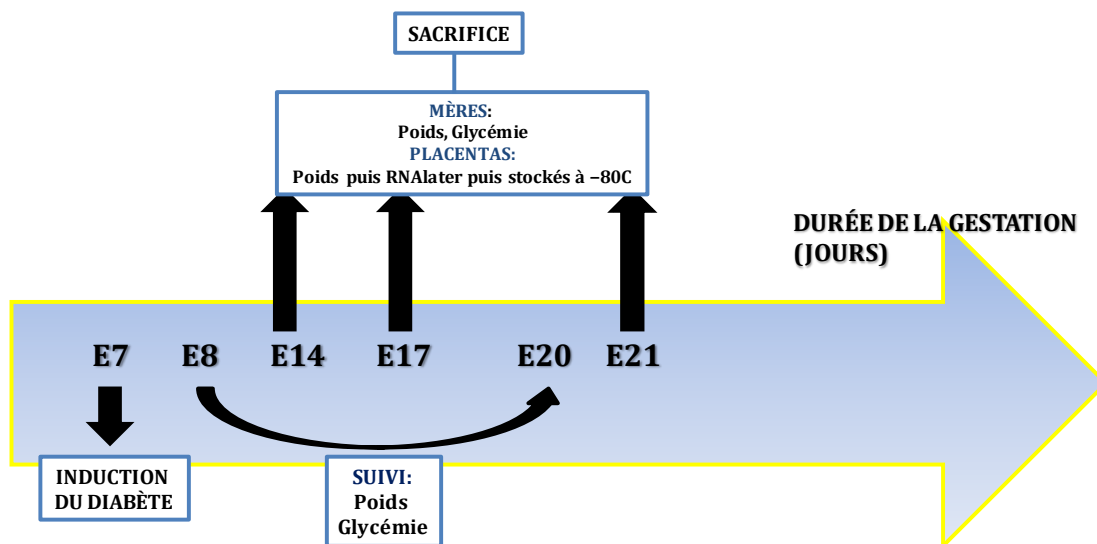 SACRIFICE
MÈRES:
Poids, Glycémie
PLACENTAS:
Poids puis RNAlater puis stockés à –80C
DURÉE DE LA GESTATION
(JOURS)
E7 E8 E14 E17 E20 E21
INDUCTION
DU DIABÈTE
SUIVI:
Poids
Glycémie